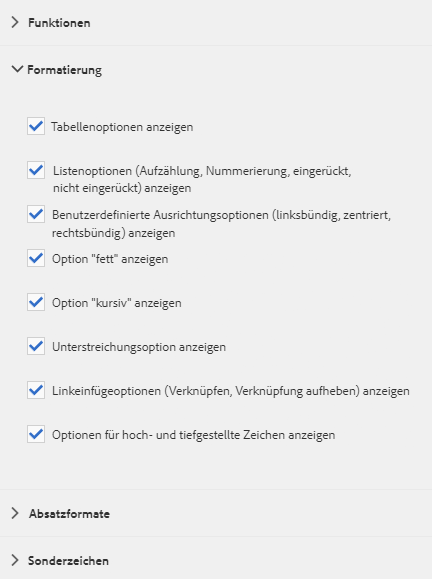 Funktionen
Formatierung
Tabellenoptionen anzeigen
Listenoptionen (Aufzählung, Nummerierung, eingerückt,
nicht eingerückt) anzeigen
Benutzerdefinierte Ausrichtungsoptionen (linksbündig, zentriert,
rechtsbündig) anzeigen
Option "fett" anzeigen
Option "kursiv" anzeigen
Unterstreichungsoption anzeigen
Linkeinfügeoptionen (Verknüpfen, Verknüpfung aufheben) anzeigen
Optionen für hoch- und tiefgestellte Zeichen anzeigen
Absatzformate
Sonderzeichen